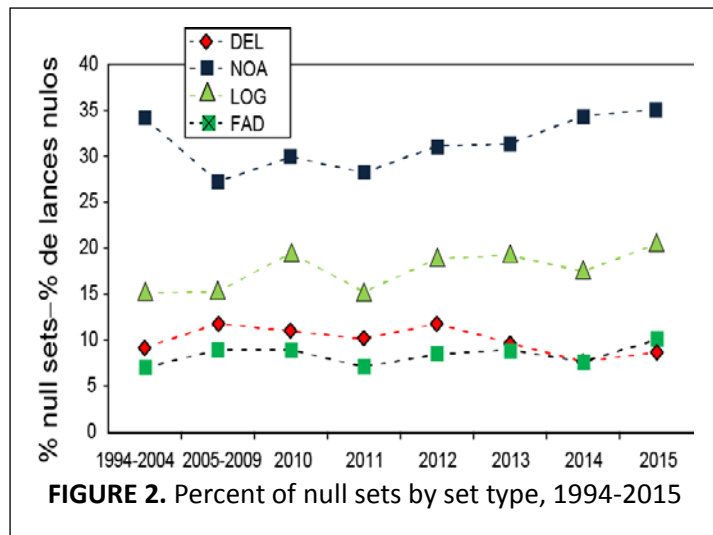 DEL
NOA
LOG
FAD
% null sets–% de lances nulos
40
35
30
25
20
15
10
5
0
1994-2004 2005-2009 2010 2011 2012 2013 2014 2015
FIGURE 2. Percent of null sets by set type, 1994-2015